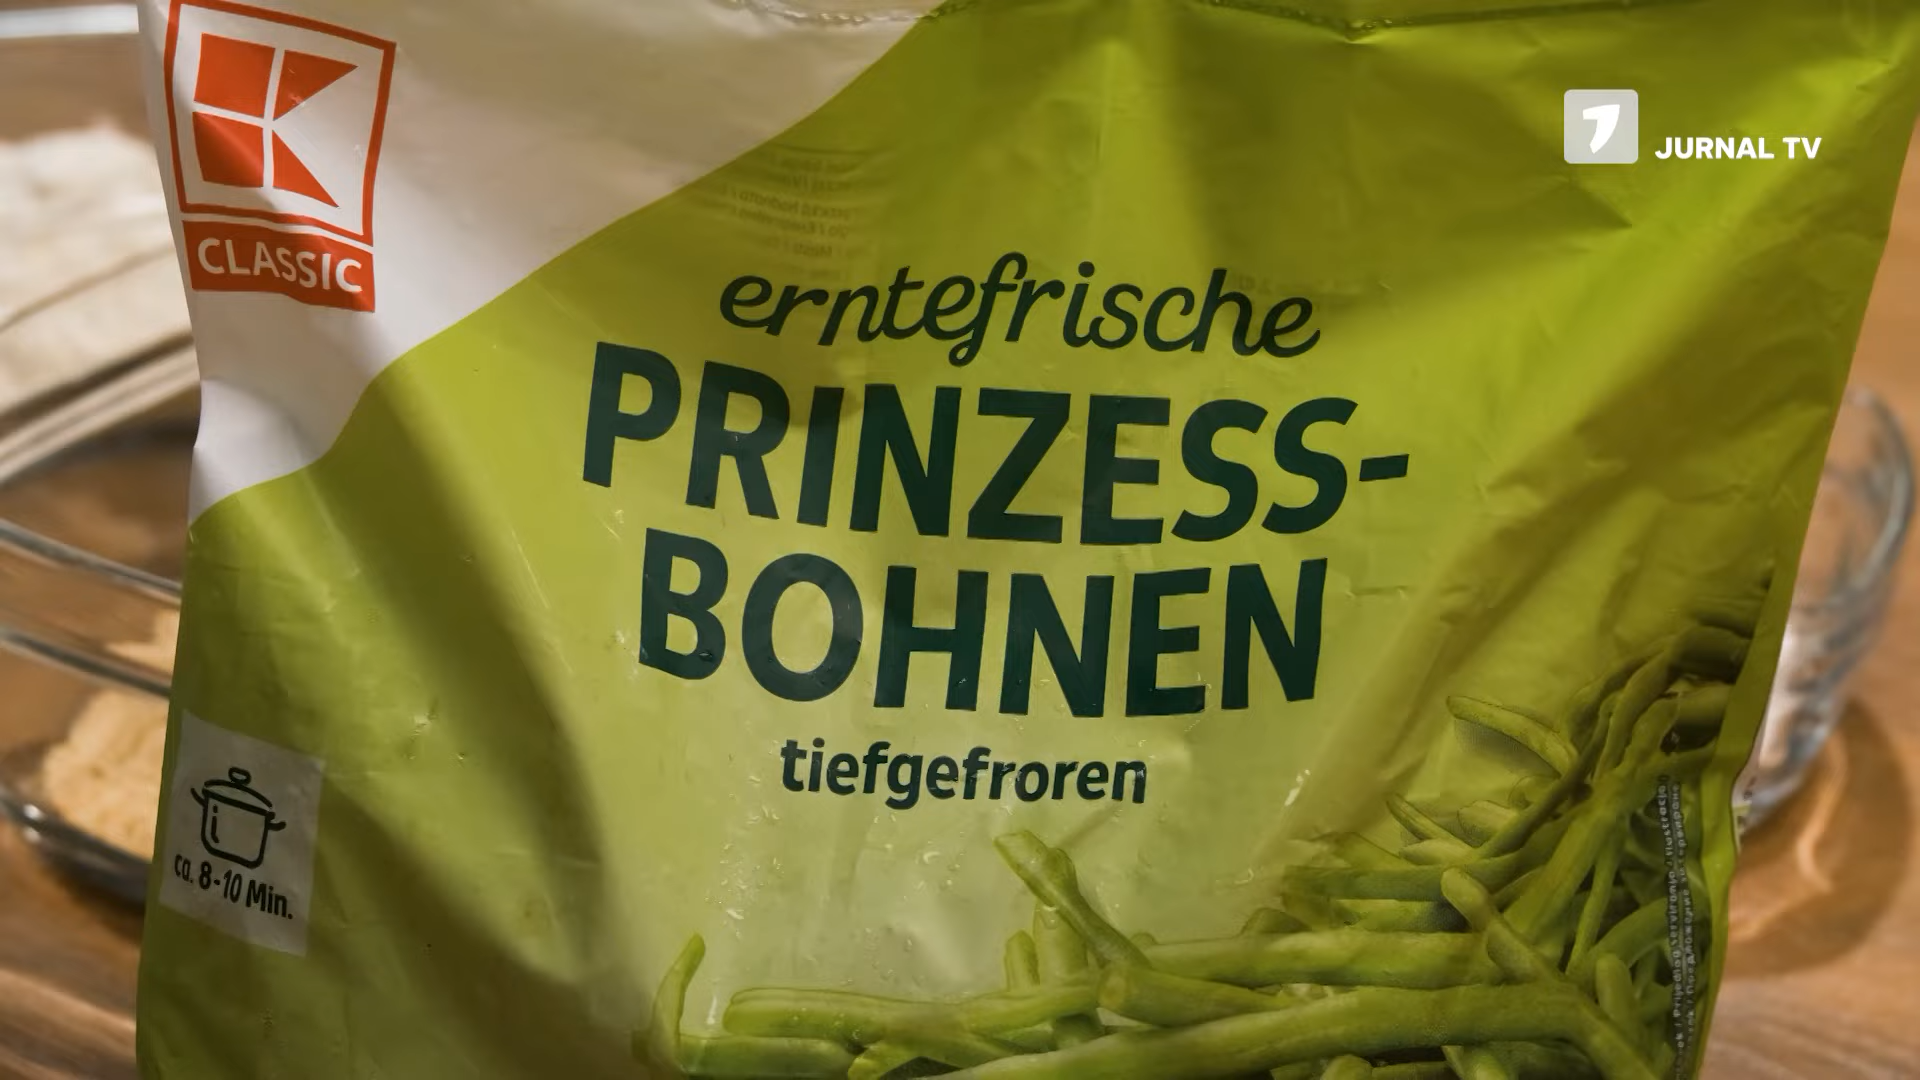 K
CLASSIC
JURNAL TV
erntefrische
PRINZESS-
BOHNEN
tiefgefroren
ca. 8-10 Min.